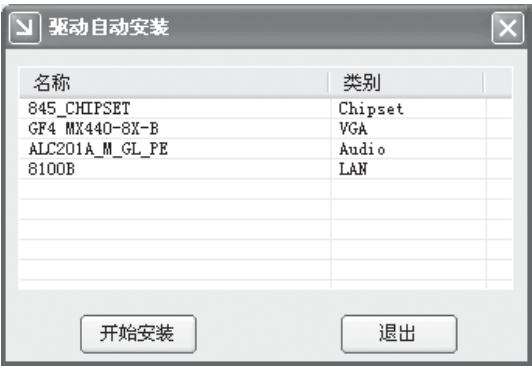 驱动自动安装
名称 类别
845_CHIPSET Chipset
GF4 MX440-8X-B VGA
ALC201A_M_GL_PE Audio
8100B LAN
开始安装 退出